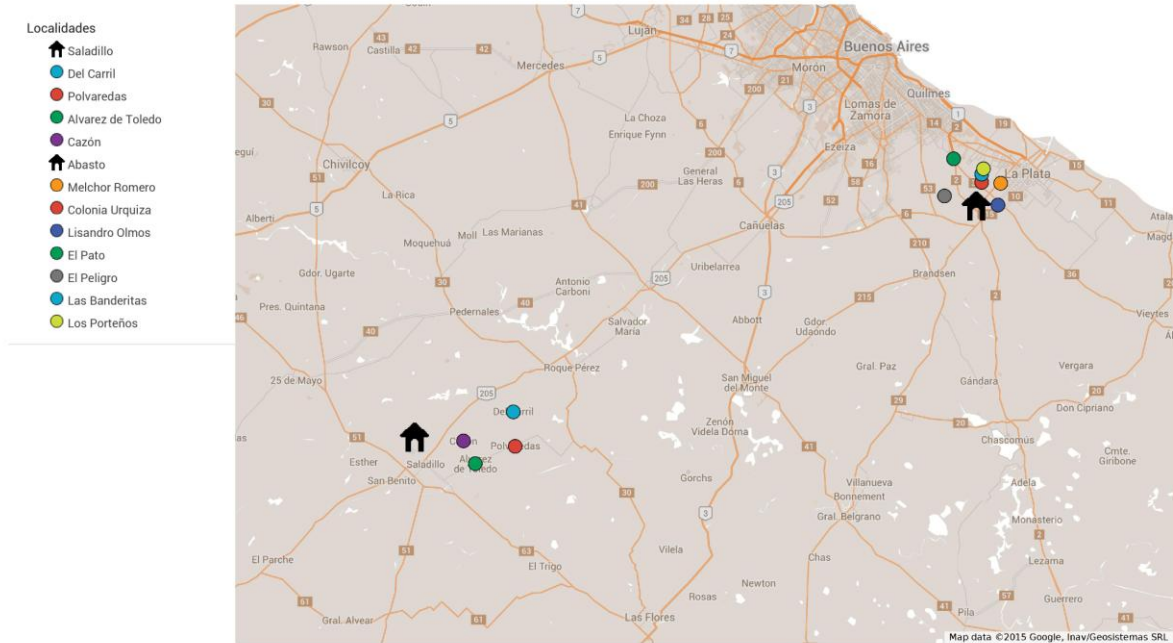 Localidades
Saladillo
Del Carril
Polvaredas
Alvarez de Toledo
Cazón
Abasto
Melchor Romero
Colonia Urquiza
Lisandro Olmos
El Pato
El Peligro
Las Banderitas
Los Porteños
Rawson
Castilla
Luján
Mercedes
Buenos Aires
Morón
Quilmes
Lomas de
Zamora
Ezeiza
La Choza
Enrique Fynn
General
Las Heras
La Plata
Chivilcoy
La Rica
Alberti
Moquehuá
Moll
Las Marianas
Cañuelas
Uribelarrea
Brandsen
Gdor. Ugarte
Antonio
Carboni
Pres. Quintana
Pedernales
Salvador
María
Abbott
Gdor
Udaondo
Vieytes
Roque Pérez
San Miguel
del Monte
Gral. Paz
Gándara
Vergara
25 de Mayo
Don Cipriano
Zenón
Videla Dorna
Chascomús
Cmte.
Giribone
Polvaredas
Alvarez
de Toledo
Esther
Saladillo
San Benito
Gorchs
Villanueva
Bonnement
Adela
Gral. Belgrano
Monasterio
El Parche
El Trigo
Vilela
Chas
Lezama
Newton
Rosas
Guerrero
Gral. Alvear
Las Flores
Pila
Map data ©2015 Google, Inav/Geosistemas SRL